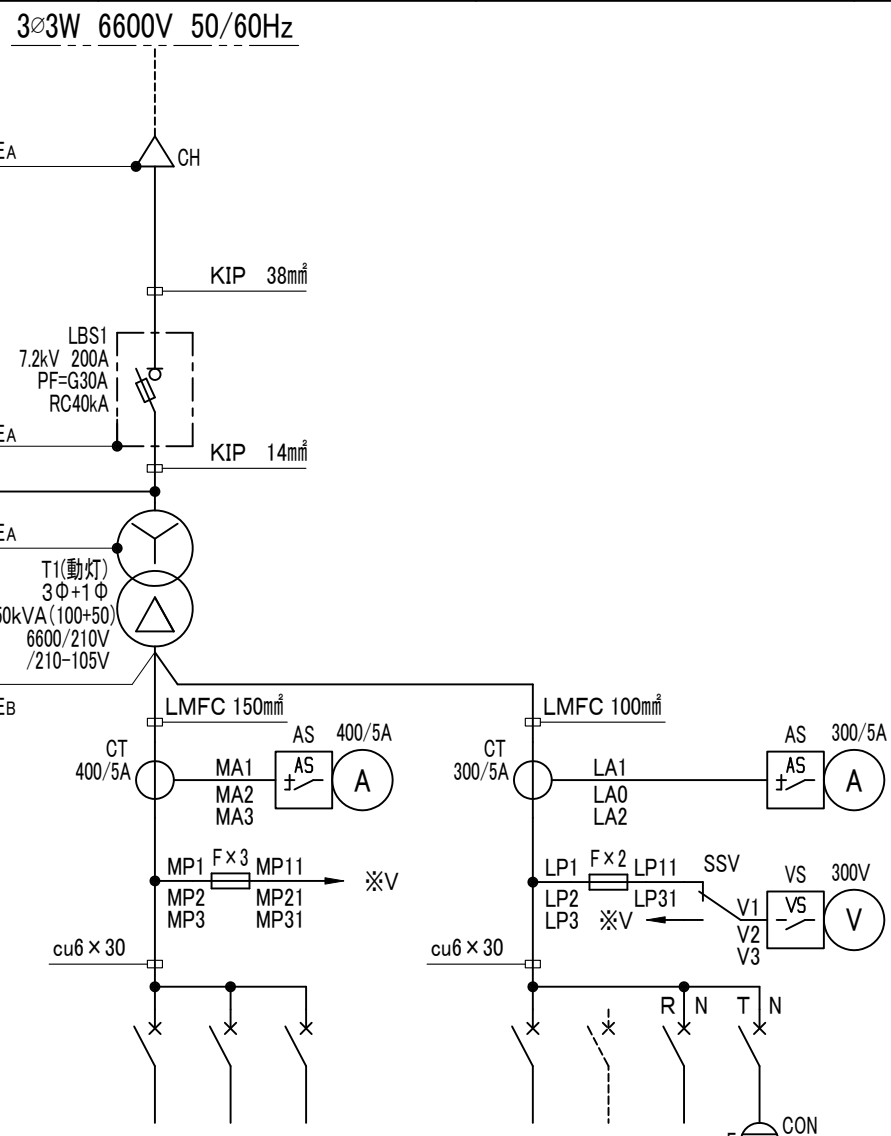 3∅3W 6600V 50/60Hz
EA
CH
KIP 38m㎡
LBS1
7.2kV 200A
PF=G30A
RC40kA
EA
KIP 14m㎡
EA
T1(動灯)
3Φ+1Φ
50kVA(100+50)
6600/210V
/210-105V
EB
LMFC 150m㎡
LMFC 100m㎡
CT
400/5A
MA1
MA2
MA3
AS
400/5A
AS
A
CT
300/5A
LA1
LA0
LA2
AS
300/5A
AS
A
MP1
MP2
MP3
F×3
MP11
MP21
MP31
※V
LP1
LP2
LP3
F×2
LP11
LP31
※V
SSV
V1
V2
V3
VS
300V
VS
V
cu6×30
cu6×30
R N
T N
E
CON